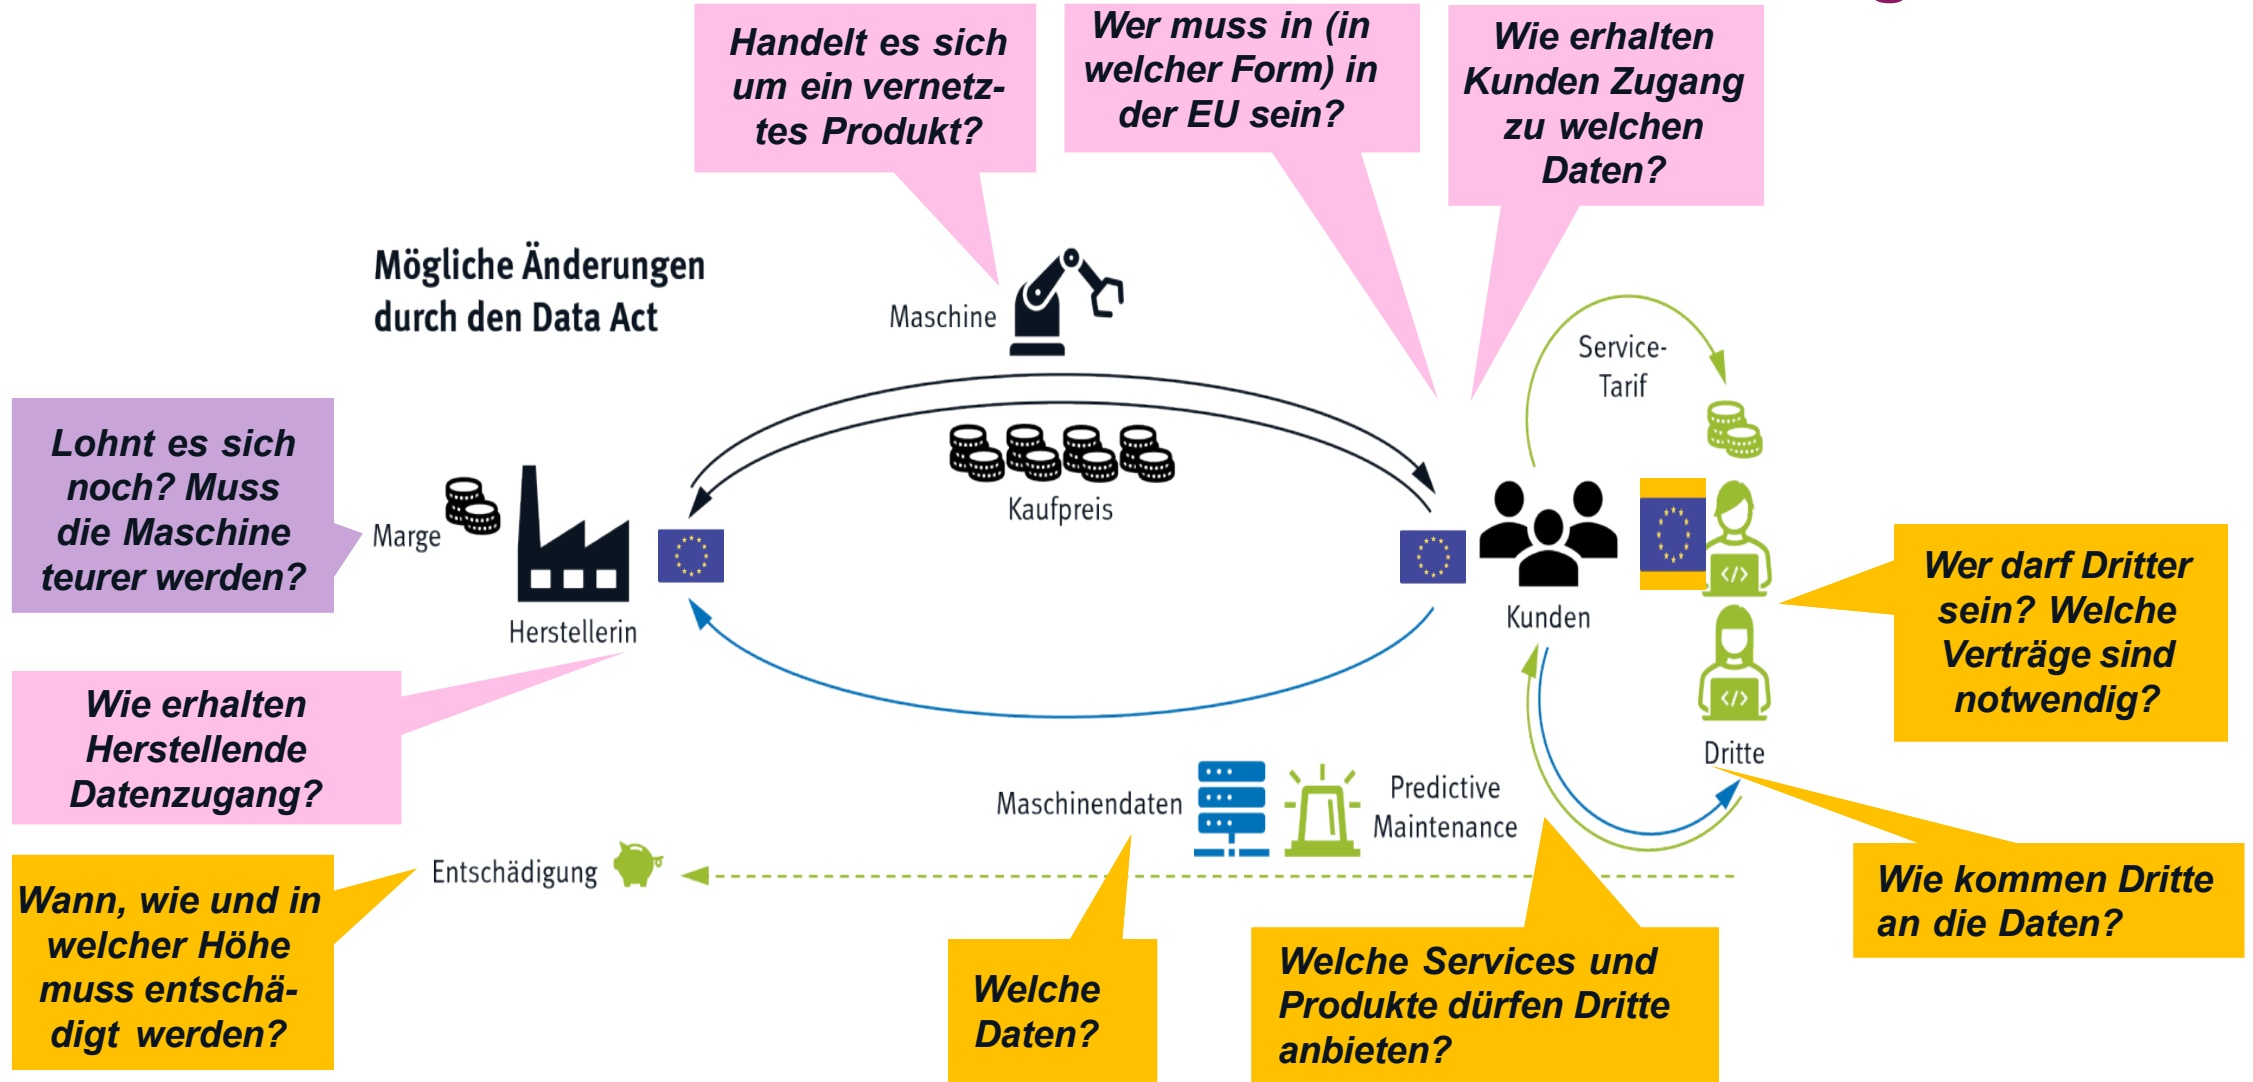 Handelt es sich
um ein vernetz-
tes Produkt?
Wer muss in (in
welcher Form) in
der EU sein?
Wie erhalten
Kunden Zugang
zu welchen
Daten?
Mögliche Änderungen
durch den Data Act
Maschine
Service-
Tarif
Lohnt es sich
noch? Muss
die Maschine
teurer werden?
Marge
Kaufpreis
Herstellerin
Kunden
Wer darf Dritter
sein? Welche
Verträge sind
notwendig?
Wie erhalten
Herstellende
Datenzugang?
Dritte
Maschinendaten
Predictive
Maintenance
Entschädigung
Wann, wie und in
welcher Höhe
muss entschä-
digt werden?
Welche
Daten?
Welche Services und
Produkte dürfen Dritte
anbieten?
Wie kommen Dritte
an die Daten?